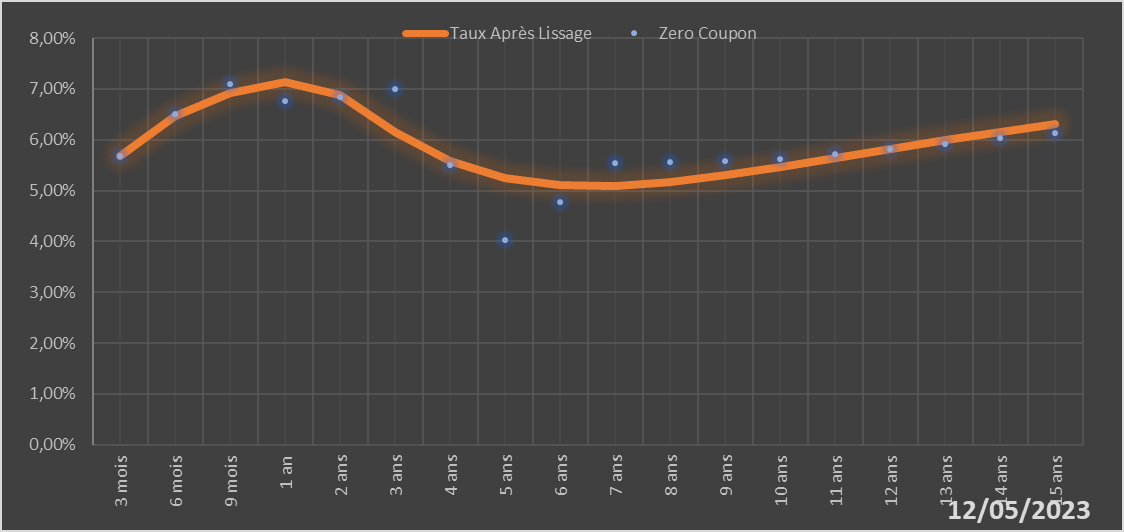 Taux Après Lissage Zero Coupon
8,00%
7,00%
6,00%
5,00%
4,00%
3,00%
2,00%
1,00%
0,00%
3 mois
6 mois
9 mois
1 an
2 ans
3 ans
4 ans
5 ans
6 ans
7 ans
8 ans
9 ans
10 ans
11 ans
12 ans
13 ans
14 ans
15 ans
12/05/2023